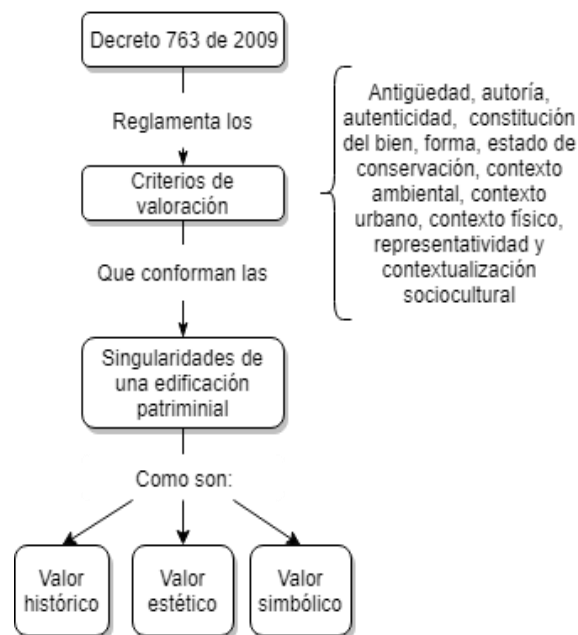 Decreto 763 de 2009
Reglamenta los
Criterios de
valoración
Antigüedad, autoría,
autenticidad, constitución
del bien, forma, estado de
conservación, contexto
ambiental, contexto
urbano, contexto físico,
representatividad y
contextualización
sociocultural
Que conforman las
Singularidades de
una edificación
patriminial
Como son:
Valor
histórico
Valor
estético
Valor
simbólico